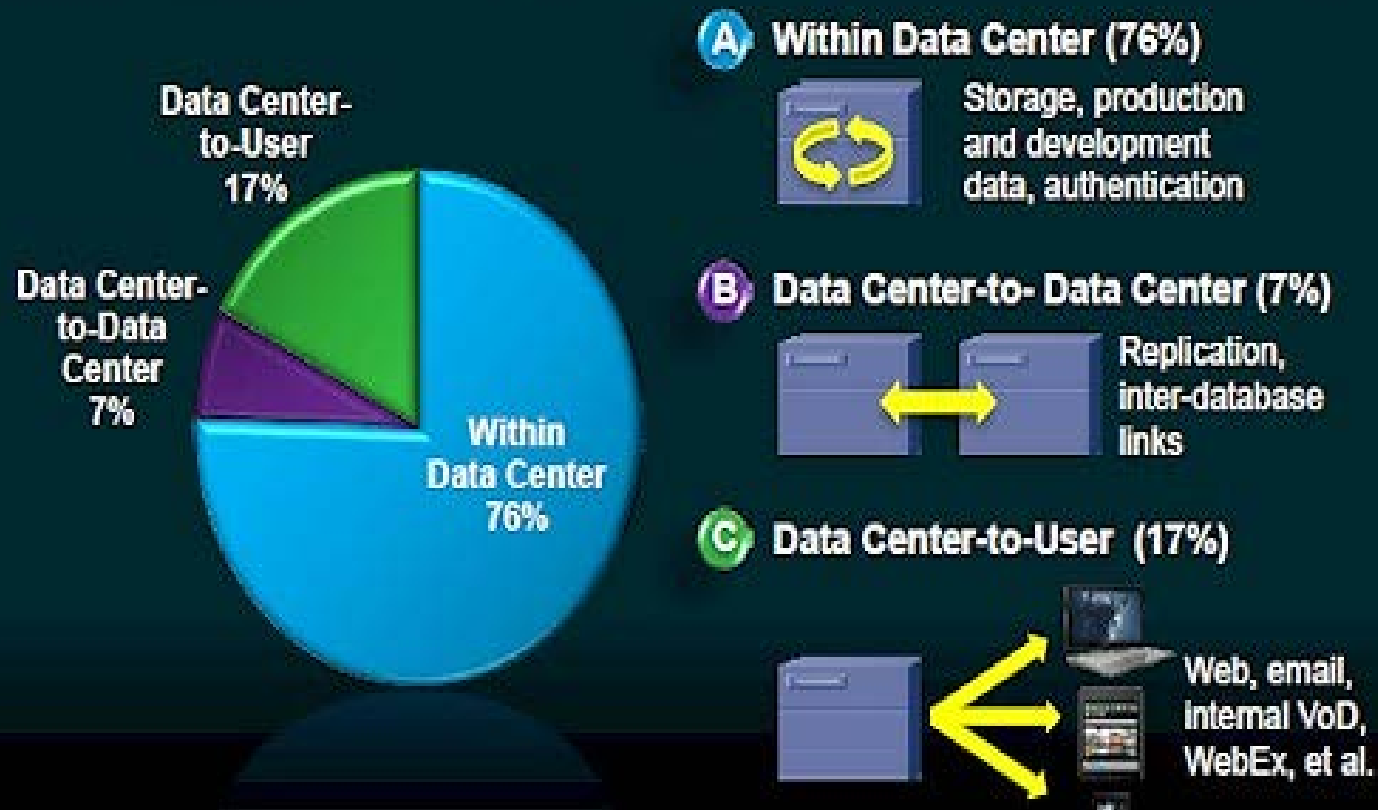 Data Center-
to-User
17%
Data Center-
to-Data
Center
7%
Within
Data Center
76%
A Within Data Center (76%)
Storage, production
and development
data, authentication
B Data Center-to- Data Center (7%)
Replication,
inter-database
links
C Data Center-to-User (17%)
Web, email,
internal VoD,
WebEx, et al.